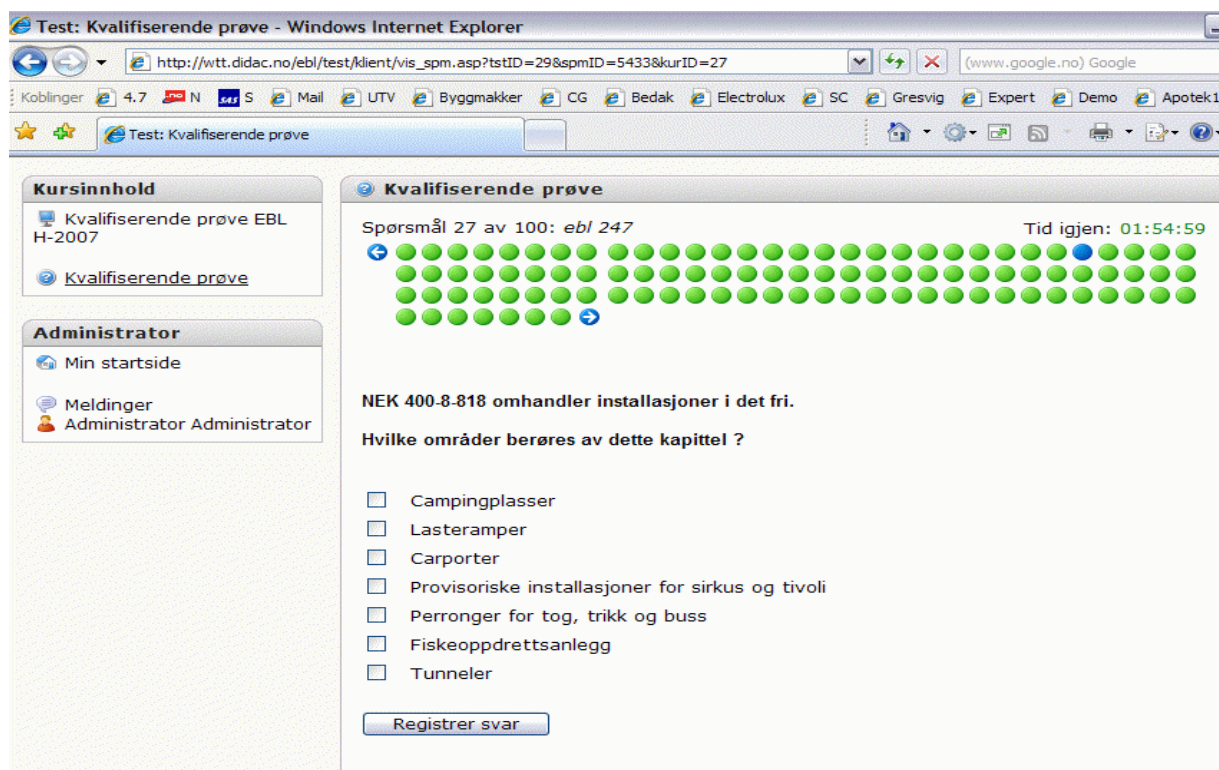 Test: Kvalifiserende prøve - Windows Internet Explorer
http://wtt.didac.no/ebl/test/klient/vis_spm.asp?tstID=29&spmID=5433&kurID=27
(www.google.no) Google
Koblinger 4.7 N SAS S Mail UTV Byggmakker CG Bedak Electrolux SC Gresvig Expert Demo Apotek1
Test: Kvalifiserende prøve
Kursinnhold
Kvalifiserende prøve EBL
H-2007
Kvalifiserende prøve
Administrator
Min startside
Meldinger
Administrator Administrator
Kvalifiserende prøve
Spørsmål 27 av 100: ebl 247
Tid igjen: 01:54:59
NEK 400-8-818 omhandler installasjoner i det fri.
Hvilke områder berøres av dette kapittel ?
Campingplasser
Lasteramper
Carporter
Provisoriske installasjoner for sirkus og tivoli
Perronger for tog, trikk og buss
Fiskeoppdrettsanlegg
Tunneler
Registrer svar